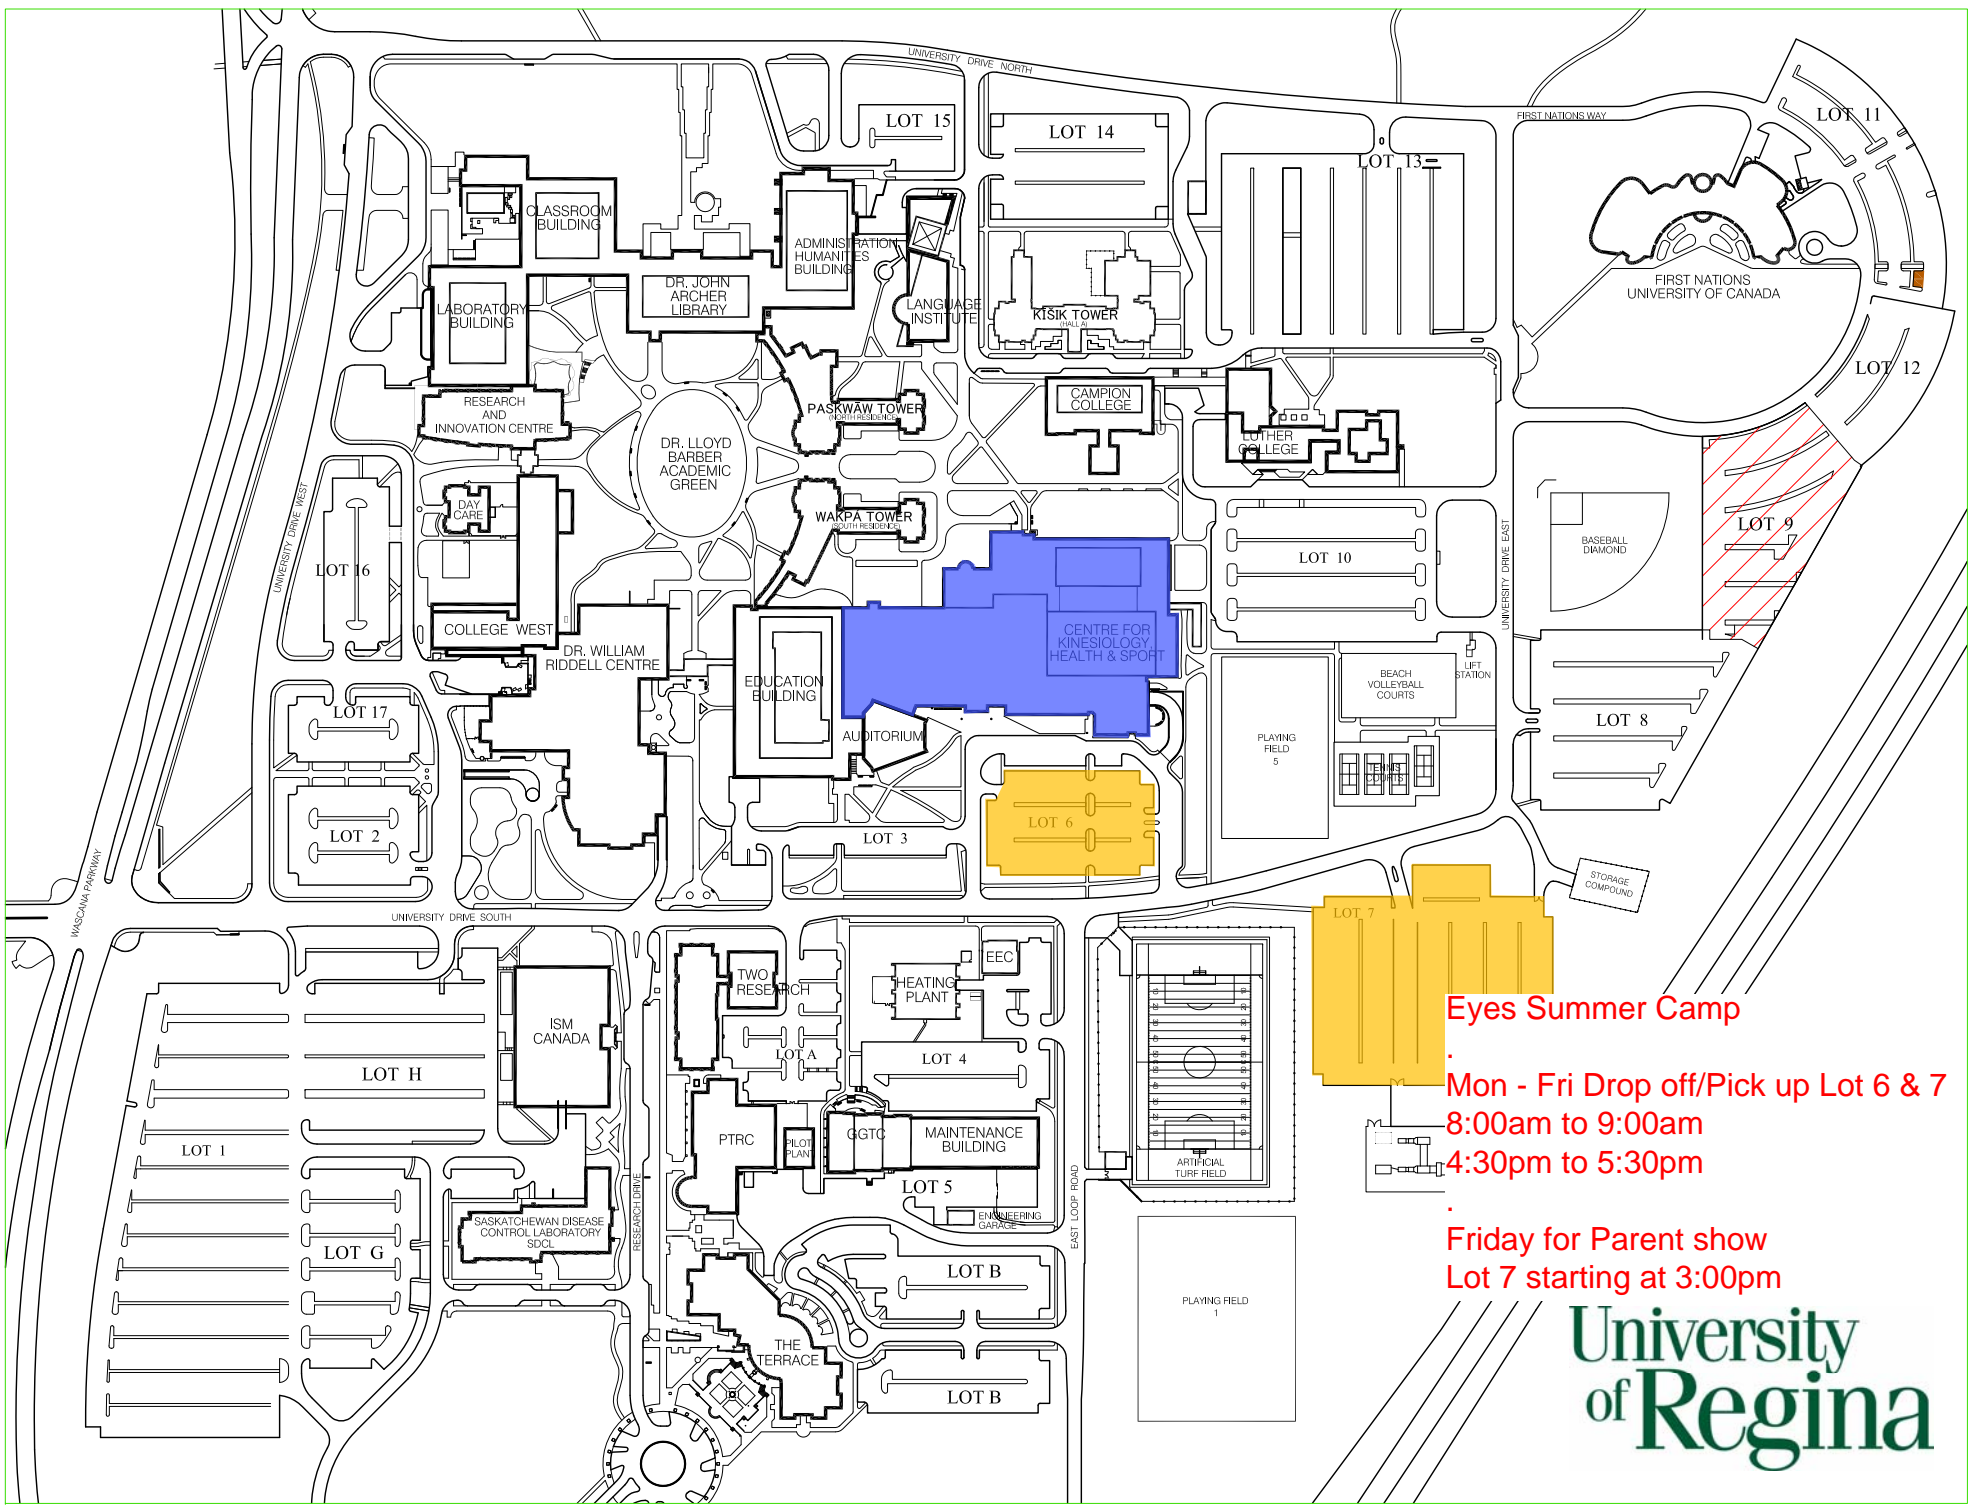 UNIVERSITY DRIVE NORTH
FIRST NATIONS WAY
LOT 11
LOT 15
LOT 14
LOT 13
CLASSROOM
BUILDING
ADMINISTRATION
HUMANITIES
BUILDING
DR. JOHN
ARCHER
LIBRARY
LABORATORY
BUILDING
LANGUAGE
INSTITUTE
KĪŠIK TOWER
(HALL A)
FIRST NATIONS
UNIVERSITY OF CANADA
LOT 12
RESEARCH
AND
INNOVATION CENTRE
PASKWĀW TOWER
(NORTH RESIDENCE)
CAMPION
COLLEGE
LUTHER
COLLEGE
DR. LLOYD
BARBER
ACADEMIC
GREEN
DAY
CARE
WAKPÁ TOWER
(SOUTH RESIDENCE)
UNIVERSITY DRIVE WEST
LOT 16
LOT 10
UNIVERSITY DRIVE EAST
BASEBALL
DIAMOND
LOT 9
COLLEGE WEST
DR. WILLIAM
RIDDELL CENTRE
CENTRE FOR
KINESIOLOGY,
HEALTH & SPORT
EDUCATION
BUILDING
AUDITORIUM
BEACH
VOLLEYBALL
COURTS
LIFT
STATION
LOT 17
LOT 8
PLAYING
FIELD
5
TENNIS
COURTS
LOT 2
LOT 3
LOT 6
STORAGE
COMPOUND
WASCANA PARKWAY
UNIVERSITY DRIVE SOUTH
LOT 7
TWO
RESEARCH
HEATING
PLANT
EEC
ISM
CANADA
LOT A
LOT 4
LOT H
LOT 1
PTRC
PILOT
PLANT
GGTC
MAINTENANCE
BUILDING
ARTIFICIAL
TURF FIELD
LOT 5
ENGINEERING
GARAGE
RESEARCH DRIVE
EAST LOOP ROAD
SASKATCHEWAN DISEASE
CONTROL LABORATORY
SDCL
LOT G
LOT B
THE
TERRACE
LOT B
PLAYING FIELD
1
Eyes Summer Camp
.
Mon - Fri Drop off/Pick up Lot 6 & 7
8:00am to 9:00am
4:30pm to 5:30pm
.
Friday for Parent show
Lot 7 starting at 3:00pm
University
of Regina